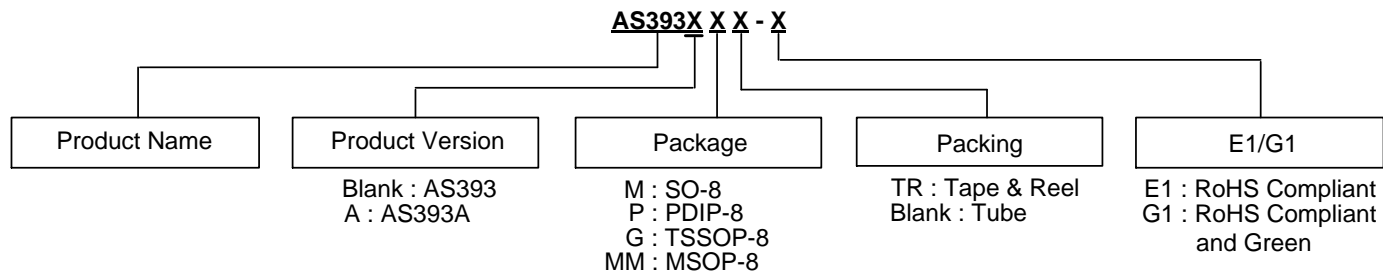 AS393X X X - X
Product Name
Product Version
Package
Packing
E1/G1
Blank : AS393
A : AS393A
M : SO-8
P : PDIP-8
G : TSSOP-8
MM : MSOP-8
TR : Tape & Reel
Blank : Tube
E1 : RoHS Compliant
G1 : RoHS Compliant
and Green